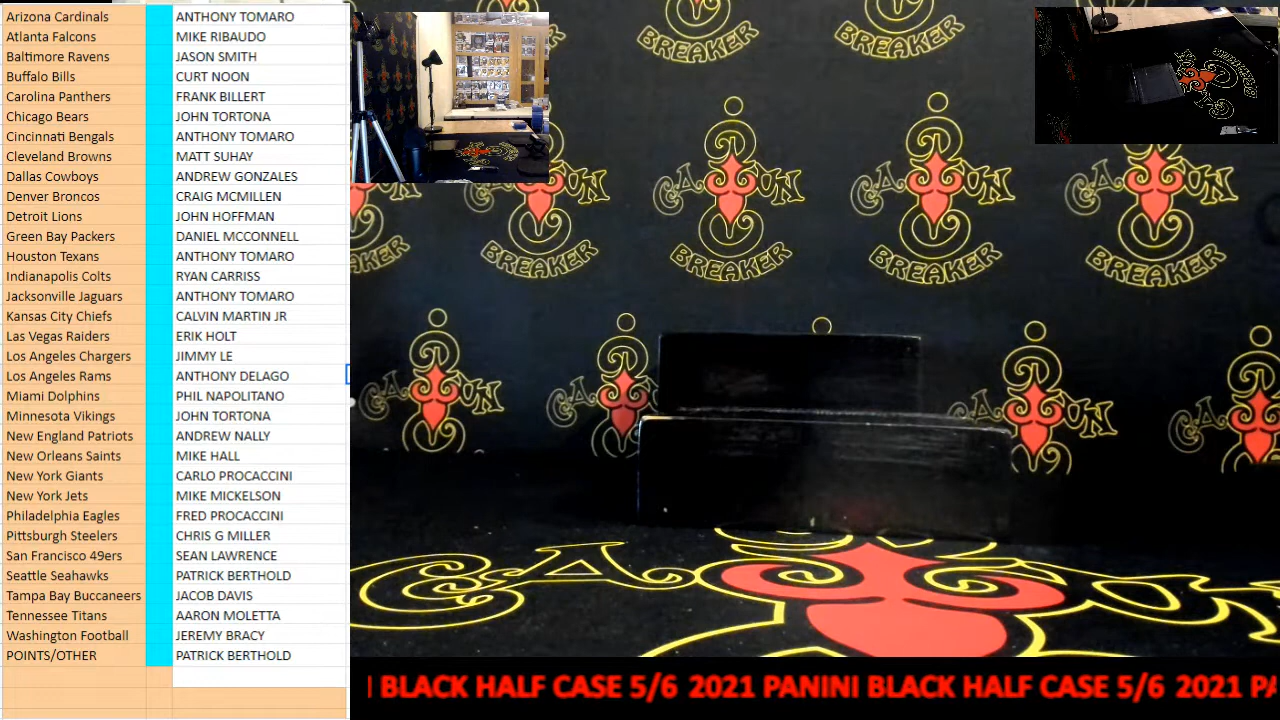 Arizona Cardinals ANTHONY TOMARO
Atlanta Falcons MIKE RIBAUDO
Baltimore Ravens JASON SMITH
Buffalo Bills CURT NOON
Carolina Panthers FRANK BILLERT
Chicago Bears JOHN TORTONA
Cincinnati Bengals ANTHONY TOMARO
Cleveland Browns MATT SUHAY
Dallas Cowboys ANDREW GONZALES
Denver Broncos CRAIG MCMILLEN
Detroit Lions JOHN HOFFMAN
Green Bay Packers DANIEL MCCONNELL
Houston Texans ANTHONY TOMARO
Indianapolis Colts RYAN CARRISS
Jacksonville Jaguars ANTHONY TOMARO
Kansas City Chiefs CALVIN MARTIN JR
Las Vegas Raiders ERIK HOLT
Los Angeles Chargers JIMMY LE
Los Angeles Rams ANTHONY DELAGO
Miami Dolphins PHIL NAPOLITANO
Minnesota Vikings JOHN TORTONA
New England Patriots ANDREW NALLY
New Orleans Saints MIKE HALL
New York Giants CARLO PROCACCINI
New York Jets MIKE MICKELSON
Philadelphia Eagles FRED PROCACCINI
Pittsburgh Steelers CHRIS G MILLER
San Francisco 49ers SEAN LAWRENCE
Seattle Seahawks PATRICK BERTHOLD
Tampa Bay Buccaneers JACOB DAVIS
Tennessee Titans AARON MOLETTA
Washington Football JEREMY BRACY
POINTS/OTHER PATRICK BERTHOLD
BREAKER
BREAKER
BREAKER
BREAKER
BREAKER
BREAKER
BLACK HALF CASE 5/6 2021 PANINI BLACK HALF CASE 5/6 2021 PA